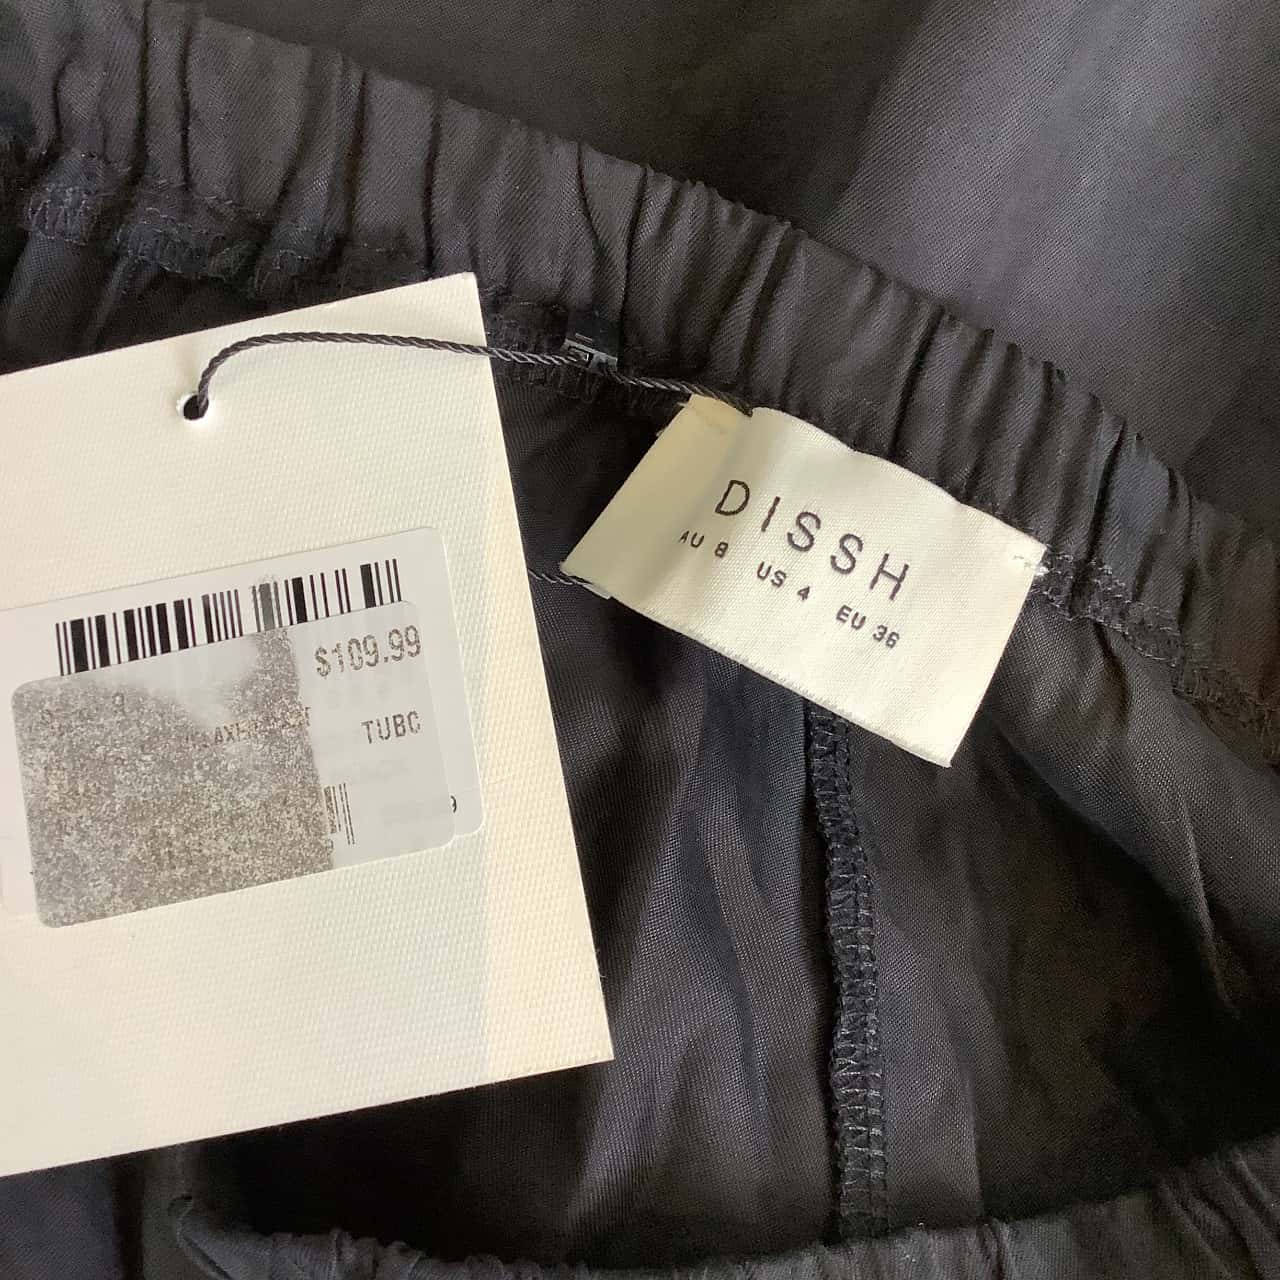 $109.99
TUBC
DISSH
AU 8
US 4
EU 36